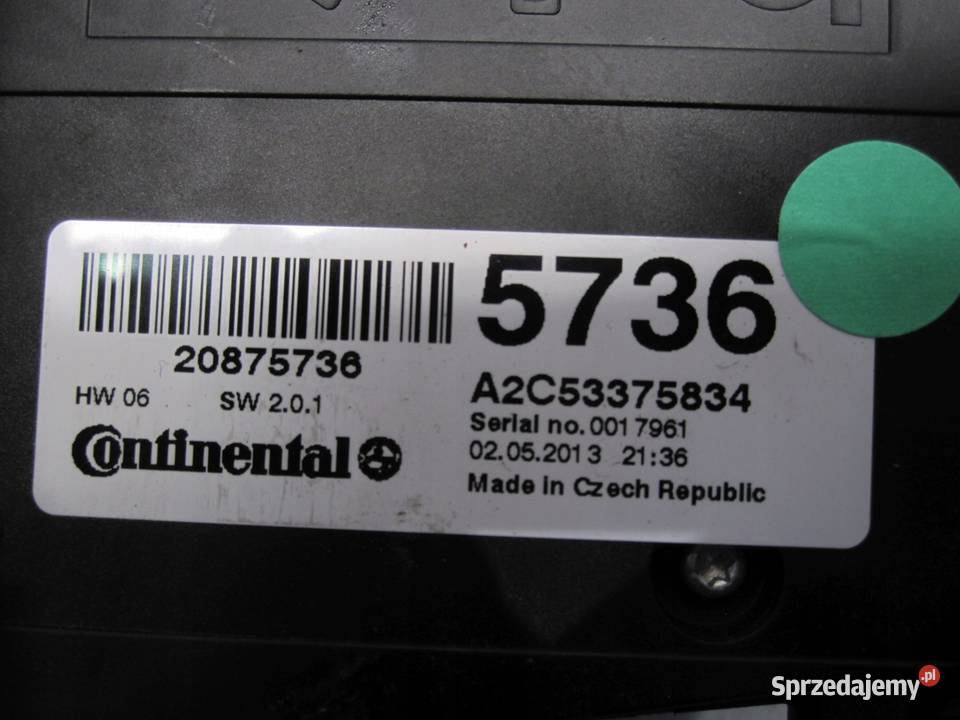 5736
20875736
HW 06 SW 2.0.1
A2C53375834
Serial no. 0017961
02.05.2013 21:36
Continental
Made in Czech Republic
Sprzedajemy.pl